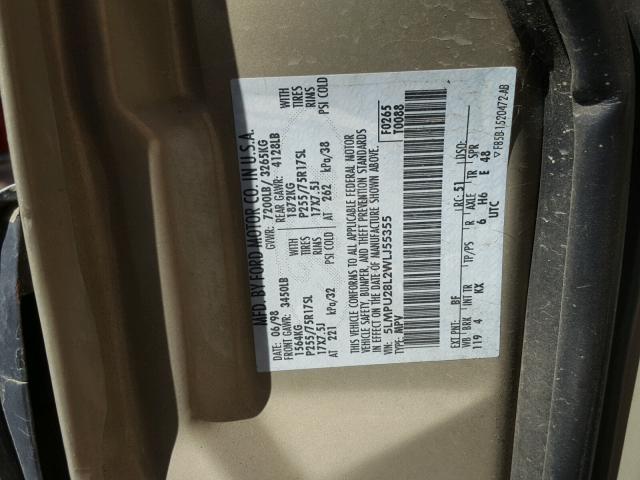 MFD. BY FORD MOTOR CO. IN U.S.A.
DATE: 06/98 GVWR: 7200LB/ 3265KG
FRONT GAWR: 3450LB REAR GAWR: 4128LB WITH
1564KG 1872KG TIRES
P255/75R17SL P255/75R17SL RIMS
17X7.5J 17X7.5J
AT 221 kPa/32 AT 262 kPa/38 PSI COLD
WITH
TIRES
RIMS
PSI COLD
THIS VEHICLE CONFORMS TO ALL APPLICABLE FEDERAL MOTOR
VEHICLE SAFETY, BUMPER, AND THEFT PREVENTION STANDARDS
IN EFFECT ON THE DATE OF MANUFACTURE SHOWN ABOVE.
VIN: 5LMPU28L2WLJ55355
TYPE: MPV
F0265
T0088
EXT PNT: BF LRC: 51 DSO:
WB BRK INT TR TP/PS R AXLE TR SPR
119 4 KX 6 H6 E 48
UTC
F85B-1520472-AB